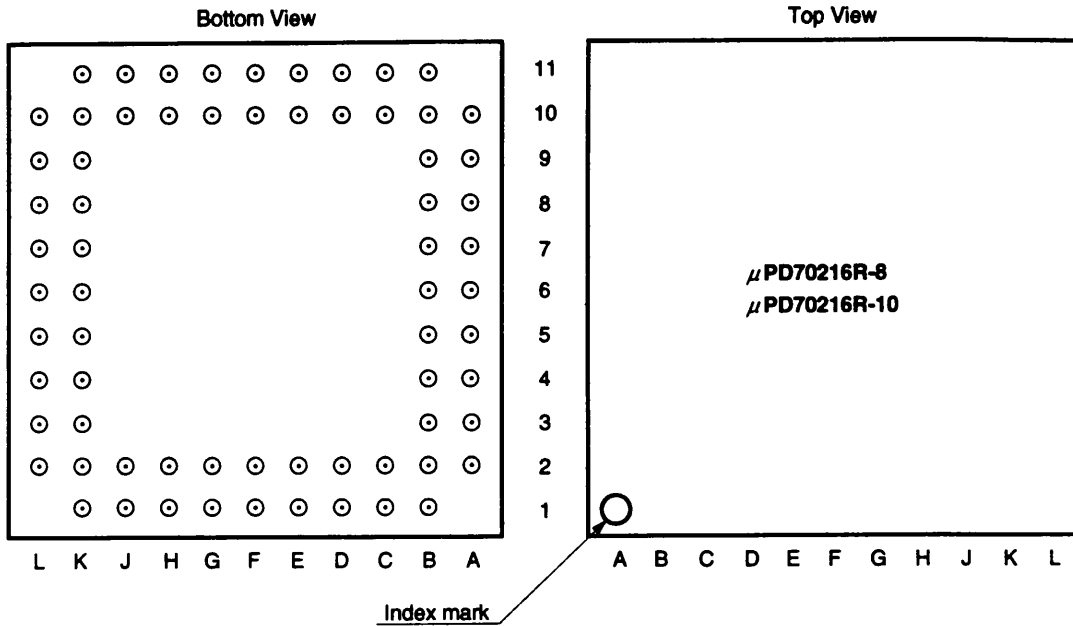 Bottom View
Top View
11
10
9
8
7
6
5
4
3
2
1
μPD70216R-8
μPD70216R-10
L K J H G F E D C B A
A B C D E F G H J K L
Index mark